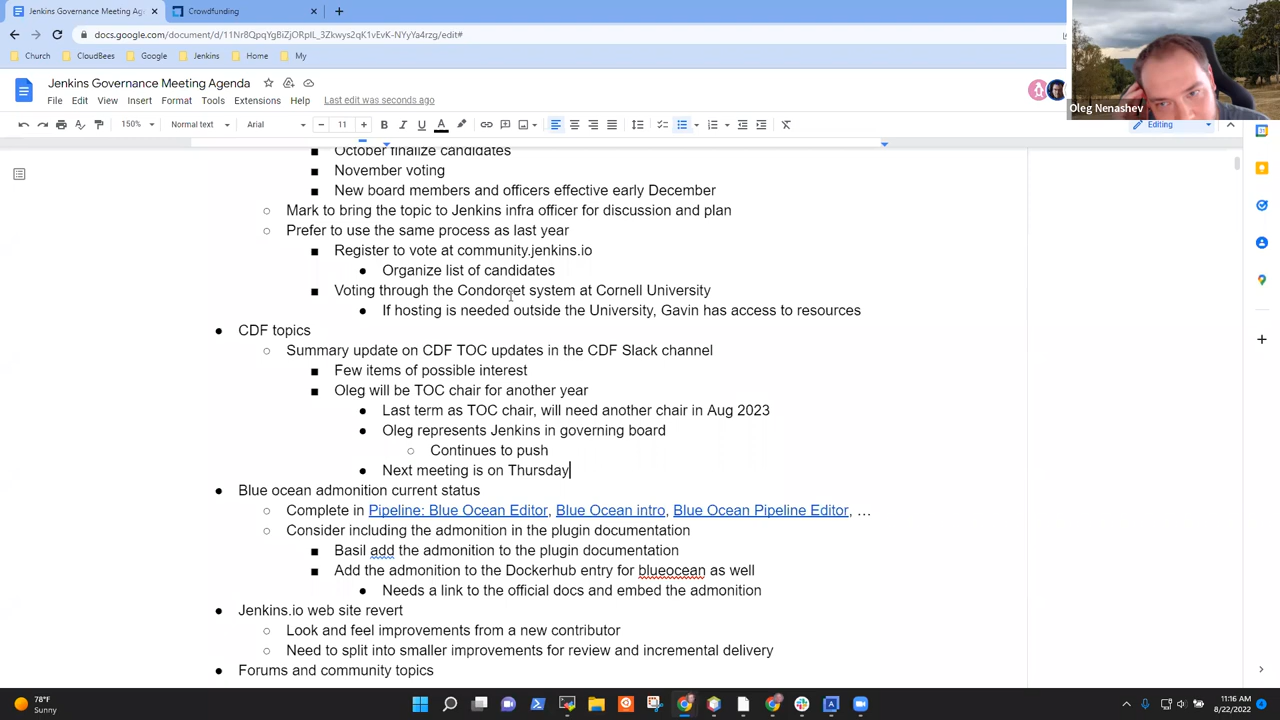 Jenkins Governance Meeting Age
Crowdfunding
docs.google.com/document/d/11Nr8QpqYgBiZjORpIL_3Zkwys2qK1vEvK-NYyYa4rzg/edit#
Church
CloudBees
Google
Jenkins
Home
My
Jenkins Governance Meeting Agenda
File Edit View Insert Format Tools Extensions Help Last edit was seconds ago
Oleg Nenashev
150% Normal text Arial 11 Editing
October finalize candidates
November voting
New board members and officers effective early December
Mark to bring the topic to Jenkins infra officer for discussion and plan
Prefer to use the same process as last year
Register to vote at community.jenkins.io
Organize list of candidates
Voting through the Condorcet system at Cornell University
If hosting is needed outside the University, Gavin has access to resources
CDF topics
Summary update on CDF TOC updates in the CDF Slack channel
Few items of possible interest
Oleg will be TOC chair for another year
Last term as TOC chair, will need another chair in Aug 2023
Oleg represents Jenkins in governing board
Continues to push
Next meeting is on Thursday
Blue ocean admonition current status
Complete in Pipeline: Blue Ocean Editor, Blue Ocean intro, Blue Ocean Pipeline Editor, …
Consider including the admonition in the plugin documentation
Basil add the admonition to the plugin documentation
Add the admonition to the Dockerhub entry for blueocean as well
Needs a link to the official docs and embed the admonition
Jenkins.io web site revert
Look and feel improvements from a new contributor
Need to split into smaller improvements for review and incremental delivery
Forums and community topics
78°F
Sunny
11:16 AM
8/22/2022